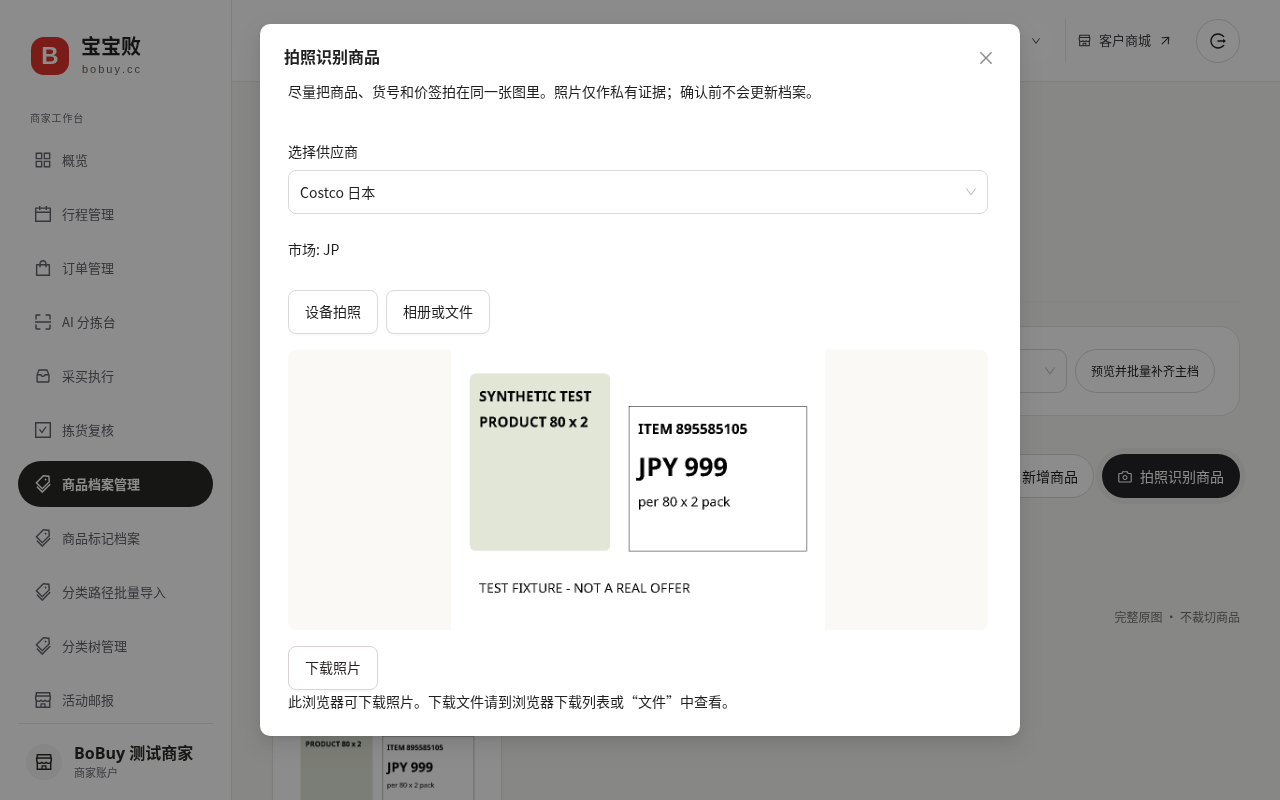 B
宝宝败
bobuy.cc
商家工作台
概览
行程管理
订单管理
AI 分拣台
采买执行
拣货复核
商品档案管理
商品标记档案
分类路径批量导入
分类树管理
活动邮报
BoBuy 测试商家
商家账户
客户商城
预览并批量补齐主档
新增商品
拍照识别商品
完整原图 • 不裁切商品
拍照识别商品
尽量把商品、货号和价签拍在同一张图里。照片仅作私有证据；确认前不会更新档案。
选择供应商
Costco 日本
市场: JP
设备拍照
相册或文件
SYNTHETIC TEST
PRODUCT 80 x 2
ITEM 895585105
JPY 999
per 80 x 2 pack
TEST FIXTURE - NOT A REAL OFFER
下载照片
此浏览器可下载照片。下载文件请到浏览器下载列表或“文件”中查看。
PRODUCT 80 x 2
ITEM 895585105
JPY 999
per 80 x 2 pack